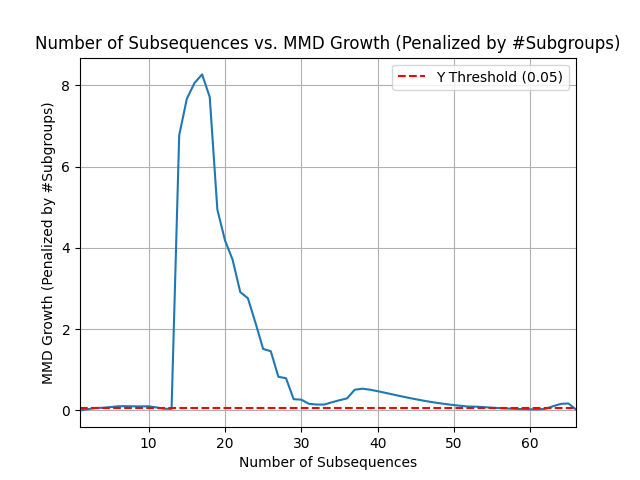 Number of Subsequences vs. MMD Growth (Penalized by #Subgroups)
Y Threshold (0.05)
MMD Growth (Penalized by #Subgroups)
8
6
4
2
0
10 20 30 40 50 60
Number of Subsequences